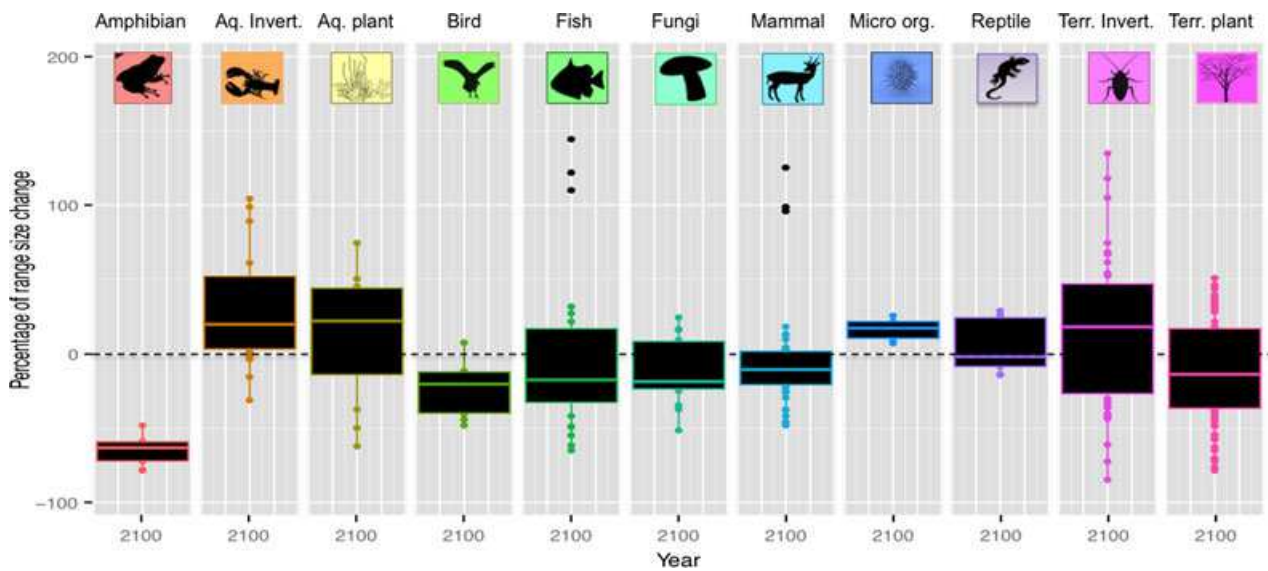 Amphibian Aq. Invert. Aq. plant Bird Fish Fungi Mammal Micro org. Reptile Terr. Invert. Terr. plant
200
100
0
−100
Percentage of range size change
2100 2100 2100 2100 2100 2100 2100 2100 2100 2100 2100
Year